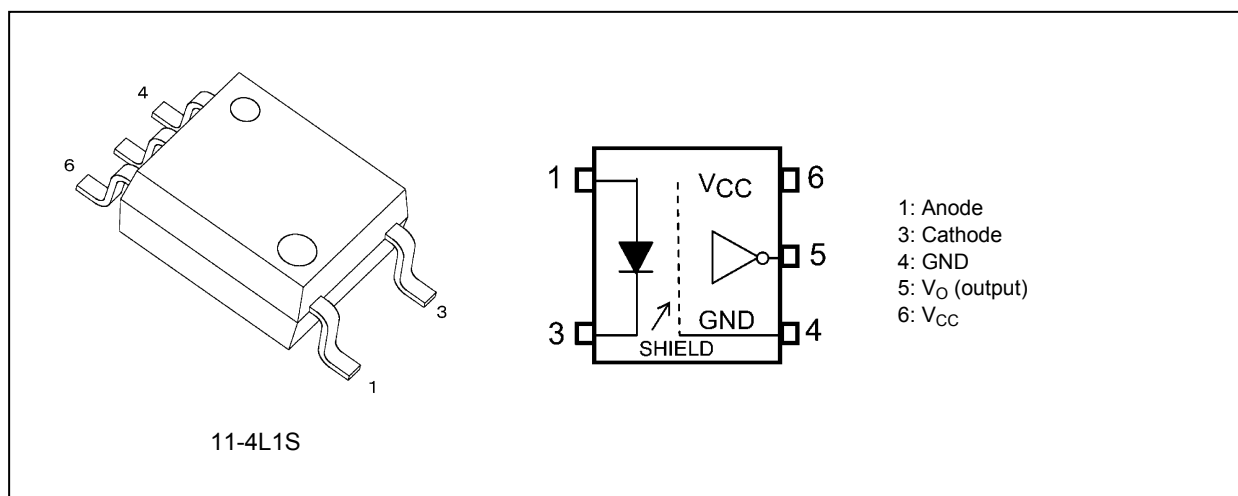 4
6
3
1
11-4L1S
1
VCC
6
5
3
GND
4
SHIELD
1: Anode
3: Cathode
4: GND
5: VO (output)
6: VCC